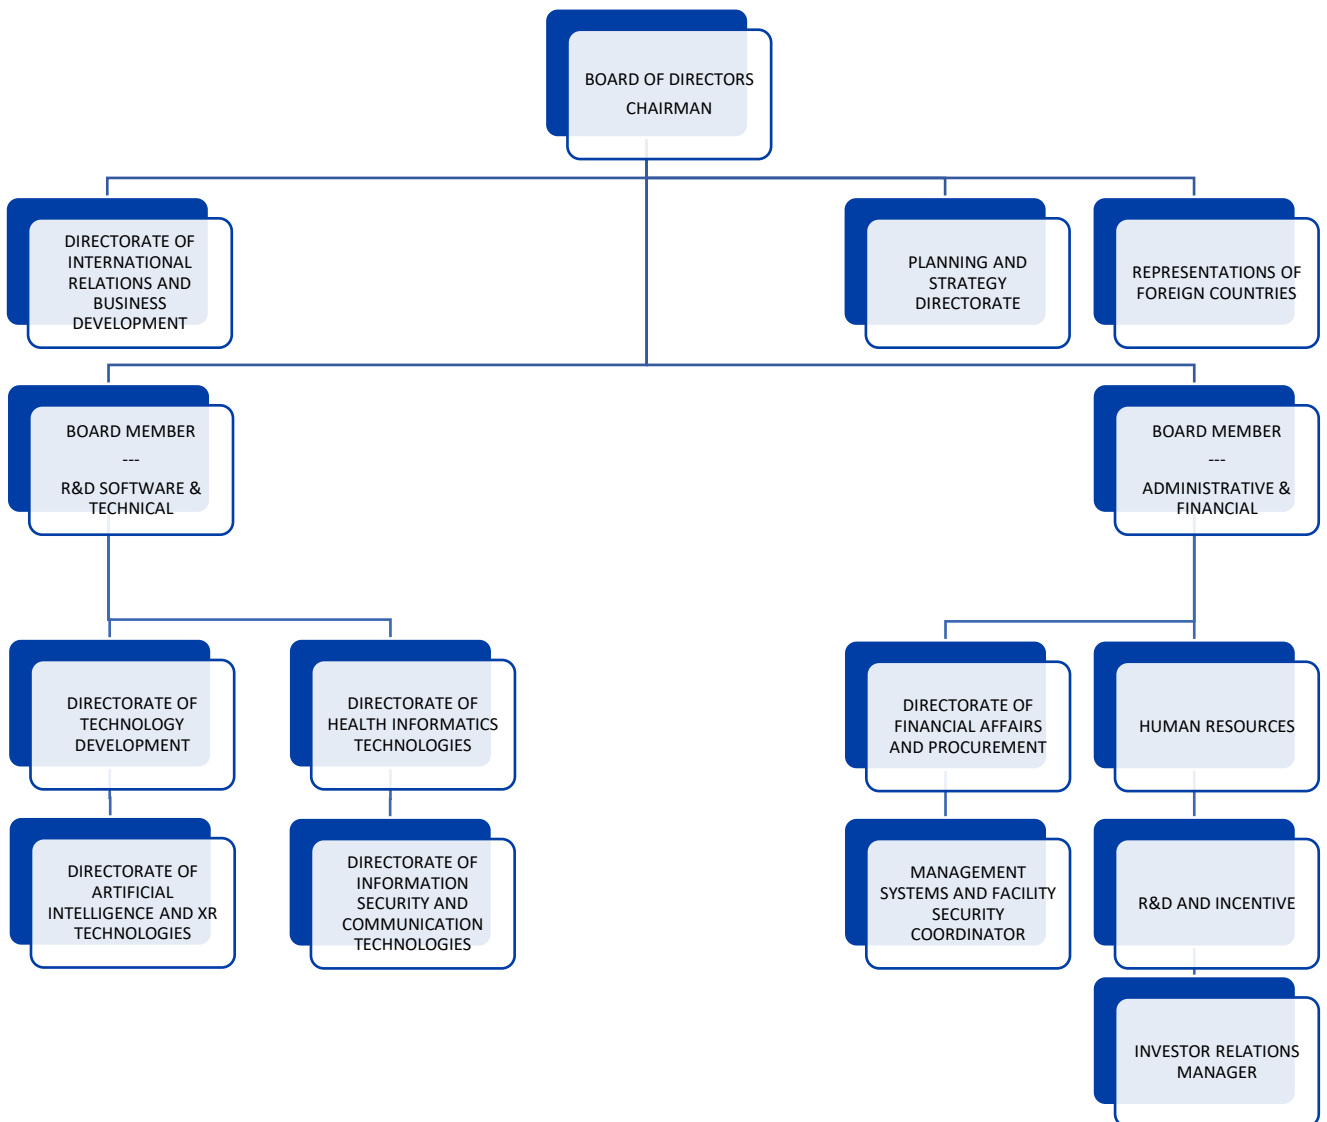 BOARD OF DIRECTORS
CHAIRMAN
DIRECTORATE OF
INTERNATIONAL
RELATIONS AND
BUSINESS
DEVELOPMENT
PLANNING AND
STRATEGY
DIRECTORATE
REPRESENTATIONS OF
FOREIGN COUNTRIES
BOARD MEMBER
---
R&D SOFTWARE &
TECHNICAL
BOARD MEMBER
---
ADMINISTRATIVE &
FINANCIAL
DIRECTORATE OF
TECHNOLOGY
DEVELOPMENT
DIRECTORATE OF
HEALTH INFORMATICS
TECHNOLOGIES
DIRECTORATE OF
FINANCIAL AFFAIRS
AND PROCUREMENT
HUMAN RESOURCES
DIRECTORATE OF
ARTIFICIAL
INTELLIGENCE AND XR
TECHNOLOGIES
DIRECTORATE OF
INFORMATION
SECURITY AND
COMMUNICATION
TECHNOLOGIES
MANAGEMENT
SYSTEMS AND FACILITY
SECURITY
COORDINATOR
R&D AND INCENTIVE
INVESTOR RELATIONS
MANAGER